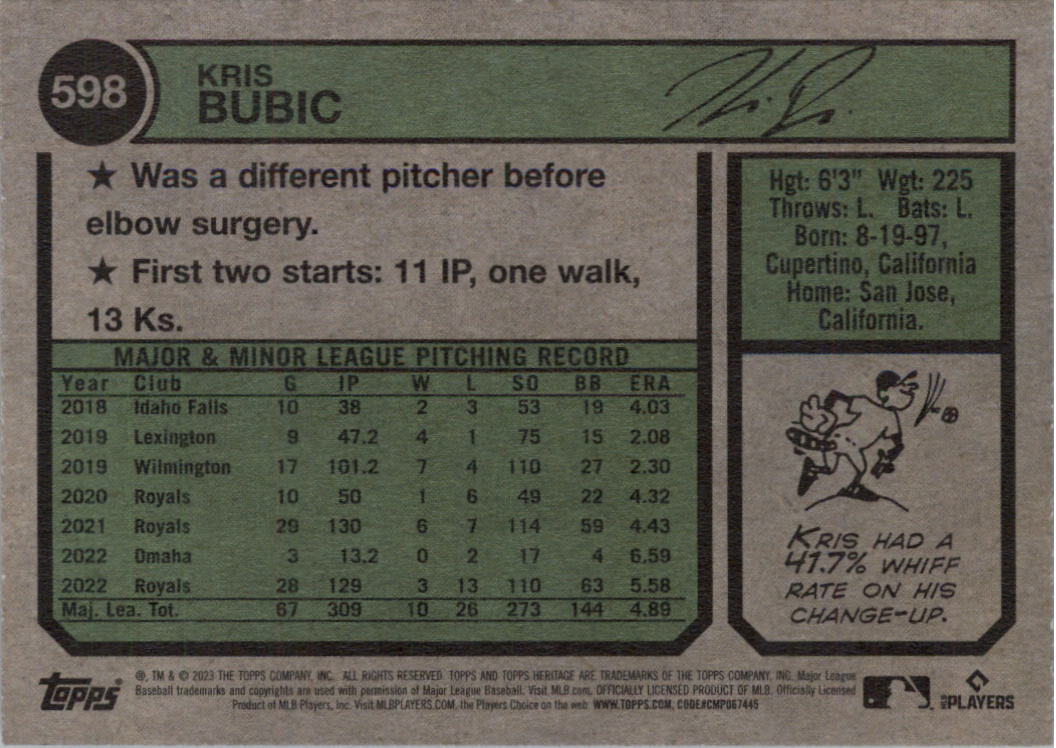 598
KRIS
BUBIC
★ Was a different pitcher before
elbow surgery.
★ First two starts: 11 IP, one walk,
13 Ks.
Hgt: 6'3" Wgt: 225
Throws: L. Bats: L.
Born: 8-19-97,
Cupertino, California
Home: San Jose,
California.
MAJOR & MINOR LEAGUE PITCHING RECORD
Year Club G IP W L SO BB ERA
2018 Idaho Falls 10 38 2 3 53 19 4.03
2019 Lexington 9 47.2 4 1 75 15 2.08
2019 Wilmington 17 101.2 7 4 110 27 2.30
2020 Royals 10 50 1 6 49 22 4.32
2021 Royals 29 130 6 7 114 59 4.43
2022 Omaha 3 13.2 0 2 17 4 6.59
2022 Royals 28 129 3 13 110 63 5.58
Maj. Lea. Tot. 67 309 10 26 273 144 4.89
KRIS HAD A
41.7% WHIFF
RATE ON HIS
CHANGE-UP.
Topps
®, TM & © 2023 THE TOPPS COMPANY, INC. ALL RIGHTS RESERVED. TOPPS AND TOPPS HERITAGE ARE TRADEMARKS OF THE TOPPS COMPANY, INC. Major League
Baseball trademarks and copyrights are used with permission of Major League Baseball. Visit MLB.com. OFFICIALLY LICENSED PRODUCT OF MLB. Officially Licensed
Product of MLB Players, Inc. Visit MLBPLAYERS.COM, the Players Choice on the web. WWW.TOPPS.COM, CODE#CMP067445
MLB PLAYERS